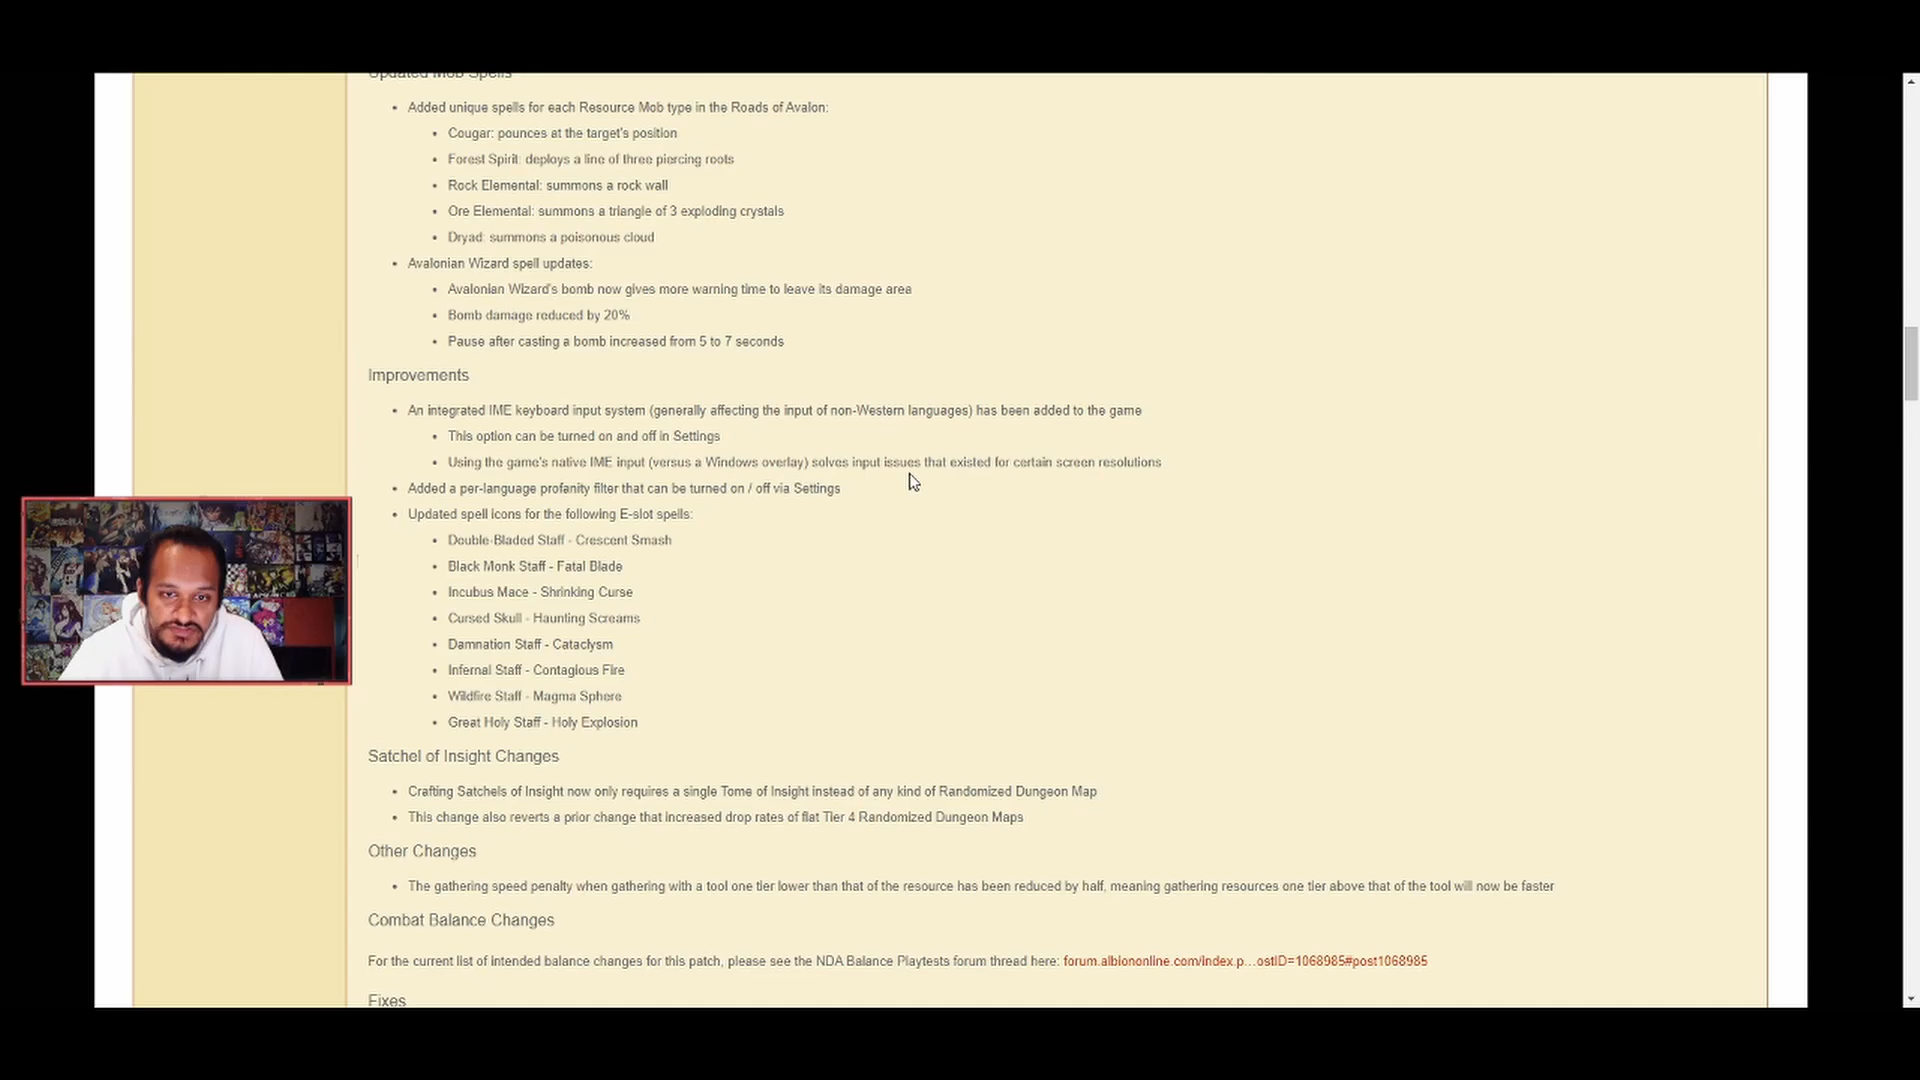 Updated Mob Spells
Added unique spells for each Resource Mob type in the Roads of Avalon:
Cougar: pounces at the target's position
Forest Spirit: deploys a line of three piercing roots
Rock Elemental: summons a rock wall
Ore Elemental: summons a triangle of 3 exploding crystals
Dryad: summons a poisonous cloud
Avalonian Wizard spell updates:
Avalonian Wizard's bomb now gives more warning time to leave its damage area
Bomb damage reduced by 20%
Pause after casting a bomb increased from 5 to 7 seconds
Improvements
An integrated IME keyboard input system (generally affecting the input of non-Western languages) has been added to the game
This option can be turned on and off in Settings
Using the game's native IME input (versus a Windows overlay) solves input issues that existed for certain screen resolutions
Added a per-language profanity filter that can be turned on / off via Settings
Updated spell icons for the following E-slot spells:
Double-Bladed Staff - Crescent Smash
Black Monk Staff - Fatal Blade
Incubus Mace - Shrinking Curse
Cursed Skull - Haunting Screams
Damnation Staff - Cataclysm
Infernal Staff - Contagious Fire
Wildfire Staff - Magma Sphere
Great Holy Staff - Holy Explosion
Satchel of Insight Changes
Crafting Satchels of Insight now only requires a single Tome of Insight instead of any kind of Randomized Dungeon Map
This change also reverts a prior change that increased drop rates of flat Tier 4 Randomized Dungeon Maps
Other Changes
The gathering speed penalty when gathering with a tool one tier lower than that of the resource has been reduced by half, meaning gathering resources one tier above that of the tool will now be faster
Combat Balance Changes
For the current list of intended balance changes for this patch, please see the NDA Balance Playtests forum thread here: forum.albiononline.com/index.p...ostID=1068985#post1068985
Fixes